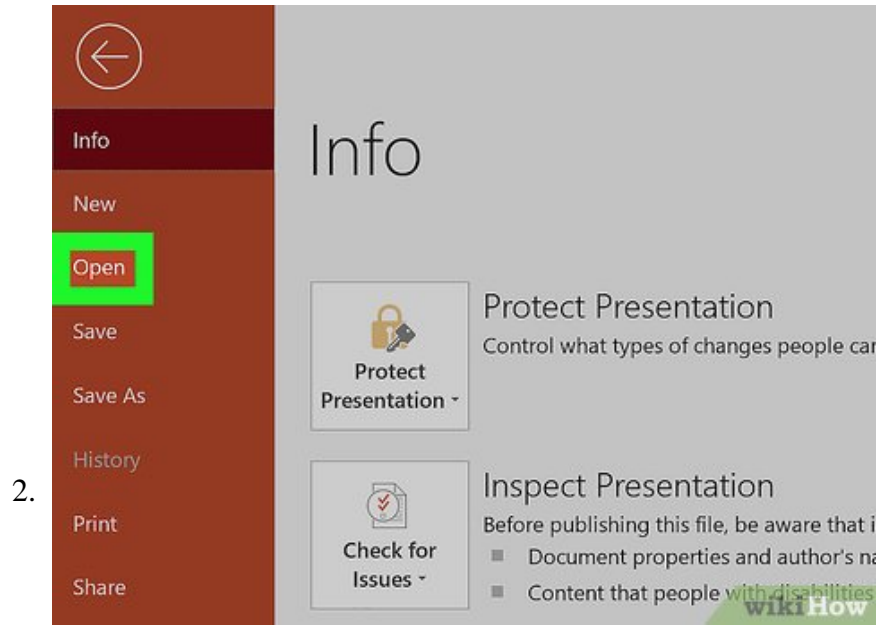 Info
New
Open
Save
Save As
History
Print
Share
2.
Info
Protect
Presentation
Protect Presentation
Control what types of changes people can
Check for
Issues
Inspect Presentation
Before publishing this file, be aware that i
Document properties and author's na
Content that people with disabilities
wikiHow